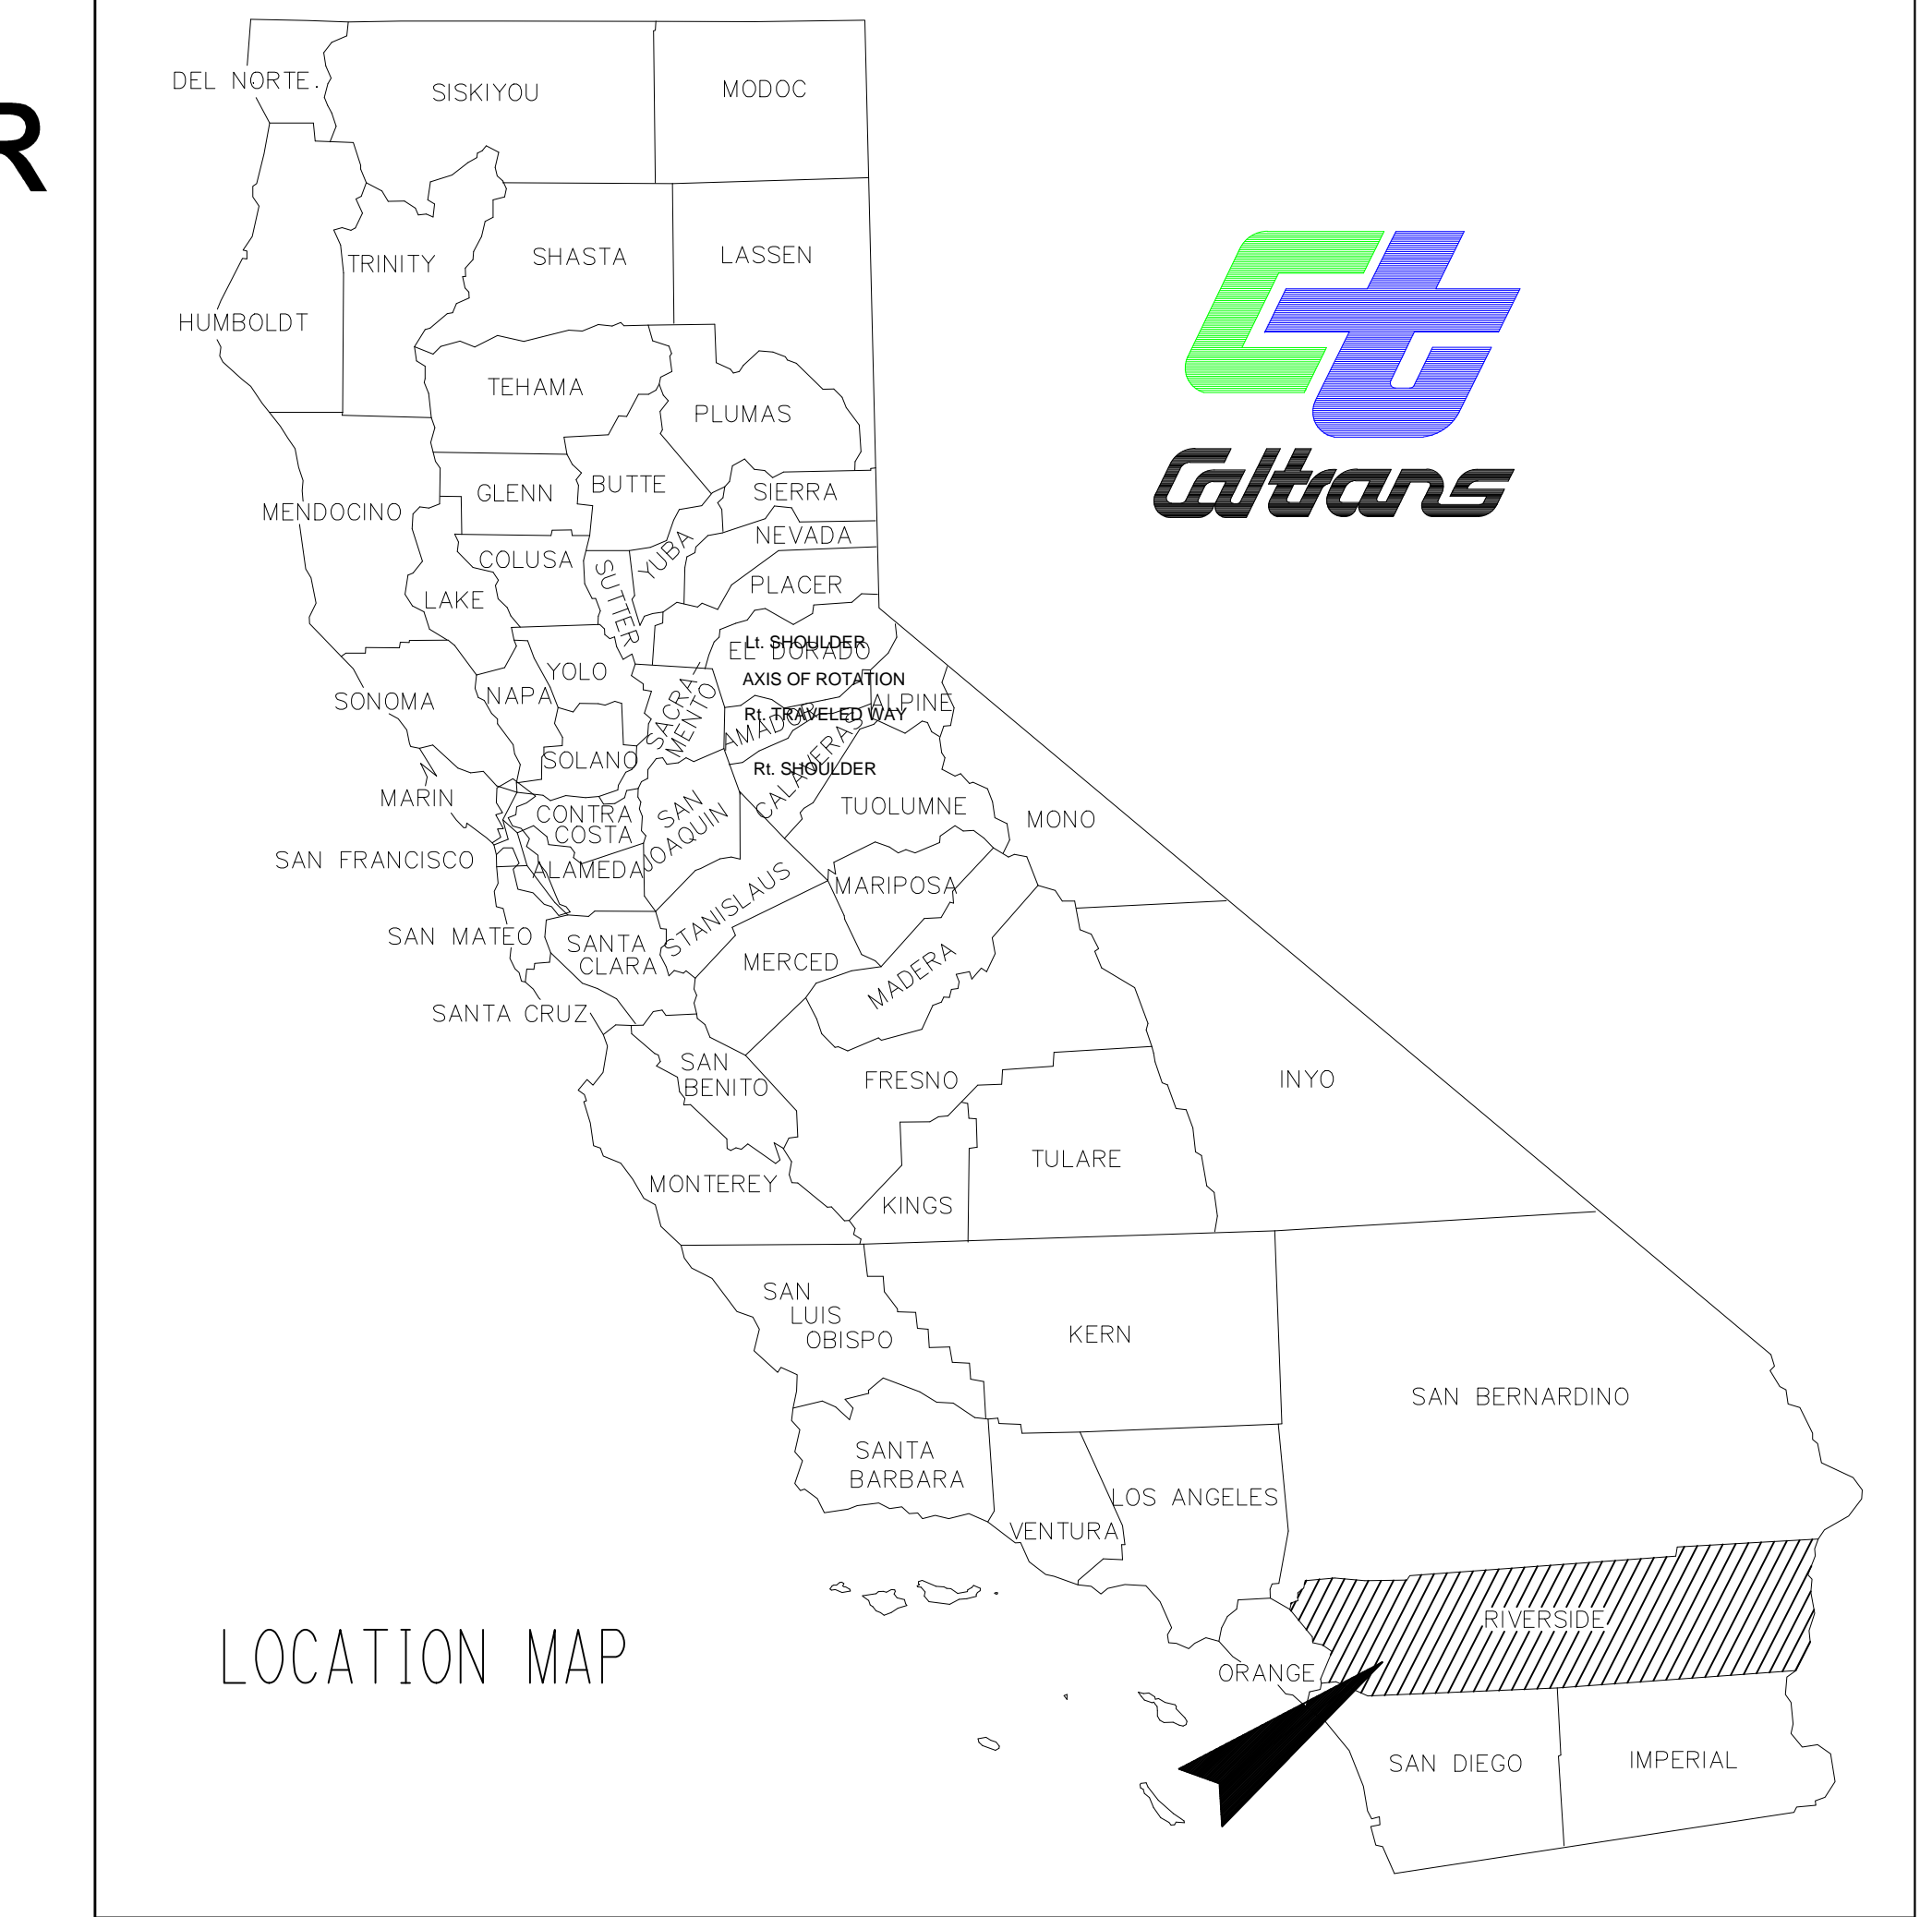 R
DEL NORTE.
SISKIYOU
MODOC
TRINITY
SHASTA
LASSEN
HUMBOLDT
TEHAMA
PLUMAS
Caltrans
MENDOCINO
GLENN
BUTTE
SIERRA
NEVADA
COLUSA
YUBA
SUTTER
PLACER
LAKE
Lt. SHOULDER
EL DORADO
YOLO
AXIS OF ROTATION
SONOMA
NAPA
SACRA-
MENTO
ALPINE
Rt. TRAVELED WAY
AMADOR
CALAVERAS
SOLANO
Rt. SHOULDER
MARIN
CONTRA
COSTA
SAN
JOAQUIN
TUOLUMNE
MONO
SAN FRANCISCO
ALAMEDA
STANISLAUS
MARIPOSA
SAN MATEO
SANTA
CLARA
MERCED
MADERA
SANTA CRUZ
SAN
BENITO
FRESNO
INYO
MONTEREY
KINGS
TULARE
SAN
LUIS
OBISPO
KERN
SAN BERNARDINO
SANTA
BARBARA
LOS ANGELES
VENTURA
RIVERSIDE
LOCATION MAP
ORANGE
SAN DIEGO
IMPERIAL